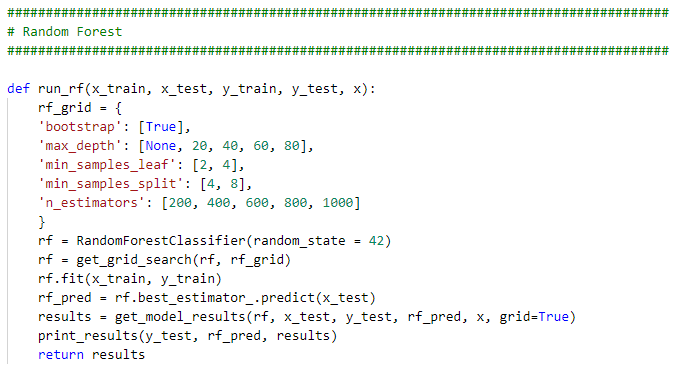 ######################################################################################
# Random Forest
######################################################################################
def run_rf(x_train, x_test, y_train, y_test, x):
    rf_grid = {
    'bootstrap': [True],
    'max_depth': [None, 20, 40, 60, 80],
    'min_samples_leaf': [2, 4],
    'min_samples_split': [4, 8],
    'n_estimators': [200, 400, 600, 800, 1000]
    }
    rf = RandomForestClassifier(random_state = 42)
    rf = get_grid_search(rf, rf_grid)
    rf.fit(x_train, y_train)
    rf_pred = rf.best_estimator_.predict(x_test)
    results = get_model_results(rf, x_test, y_test, rf_pred, x, grid=True)
    print_results(y_test, rf_pred, results)
    return results